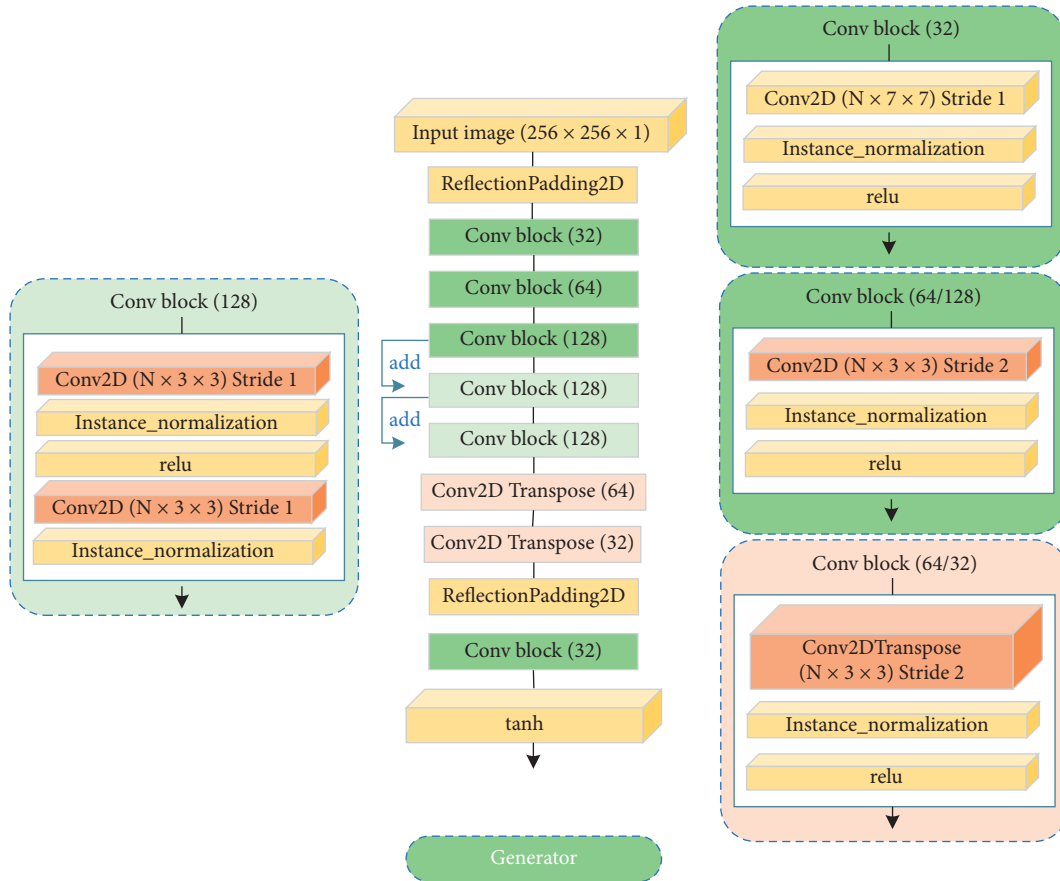 Conv block (128)
Conv2D (N × 3 × 3) Stride 1
Instance_normalization
relu
Conv2D (N × 3 × 3) Stride 1
Instance_normalization
Input image (256 × 256 × 1)
ReflectionPadding2D
Conv block (32)
Conv block (64)
Conv block (128)
add
Conv block (128)
add
Conv block (128)
Conv2D Transpose (64)
Conv2D Transpose (32)
ReflectionPadding2D
Conv block (32)
tanh
Generator
Conv block (32)
Conv2D (N × 7 × 7) Stride 1
Instance_normalization
relu
Conv block (64/128)
Conv2D (N × 3 × 3) Stride 2
Instance_normalization
relu
Conv block (64/32)
Conv2DTranspose
(N × 3 × 3) Stride 2
Instance_normalization
relu